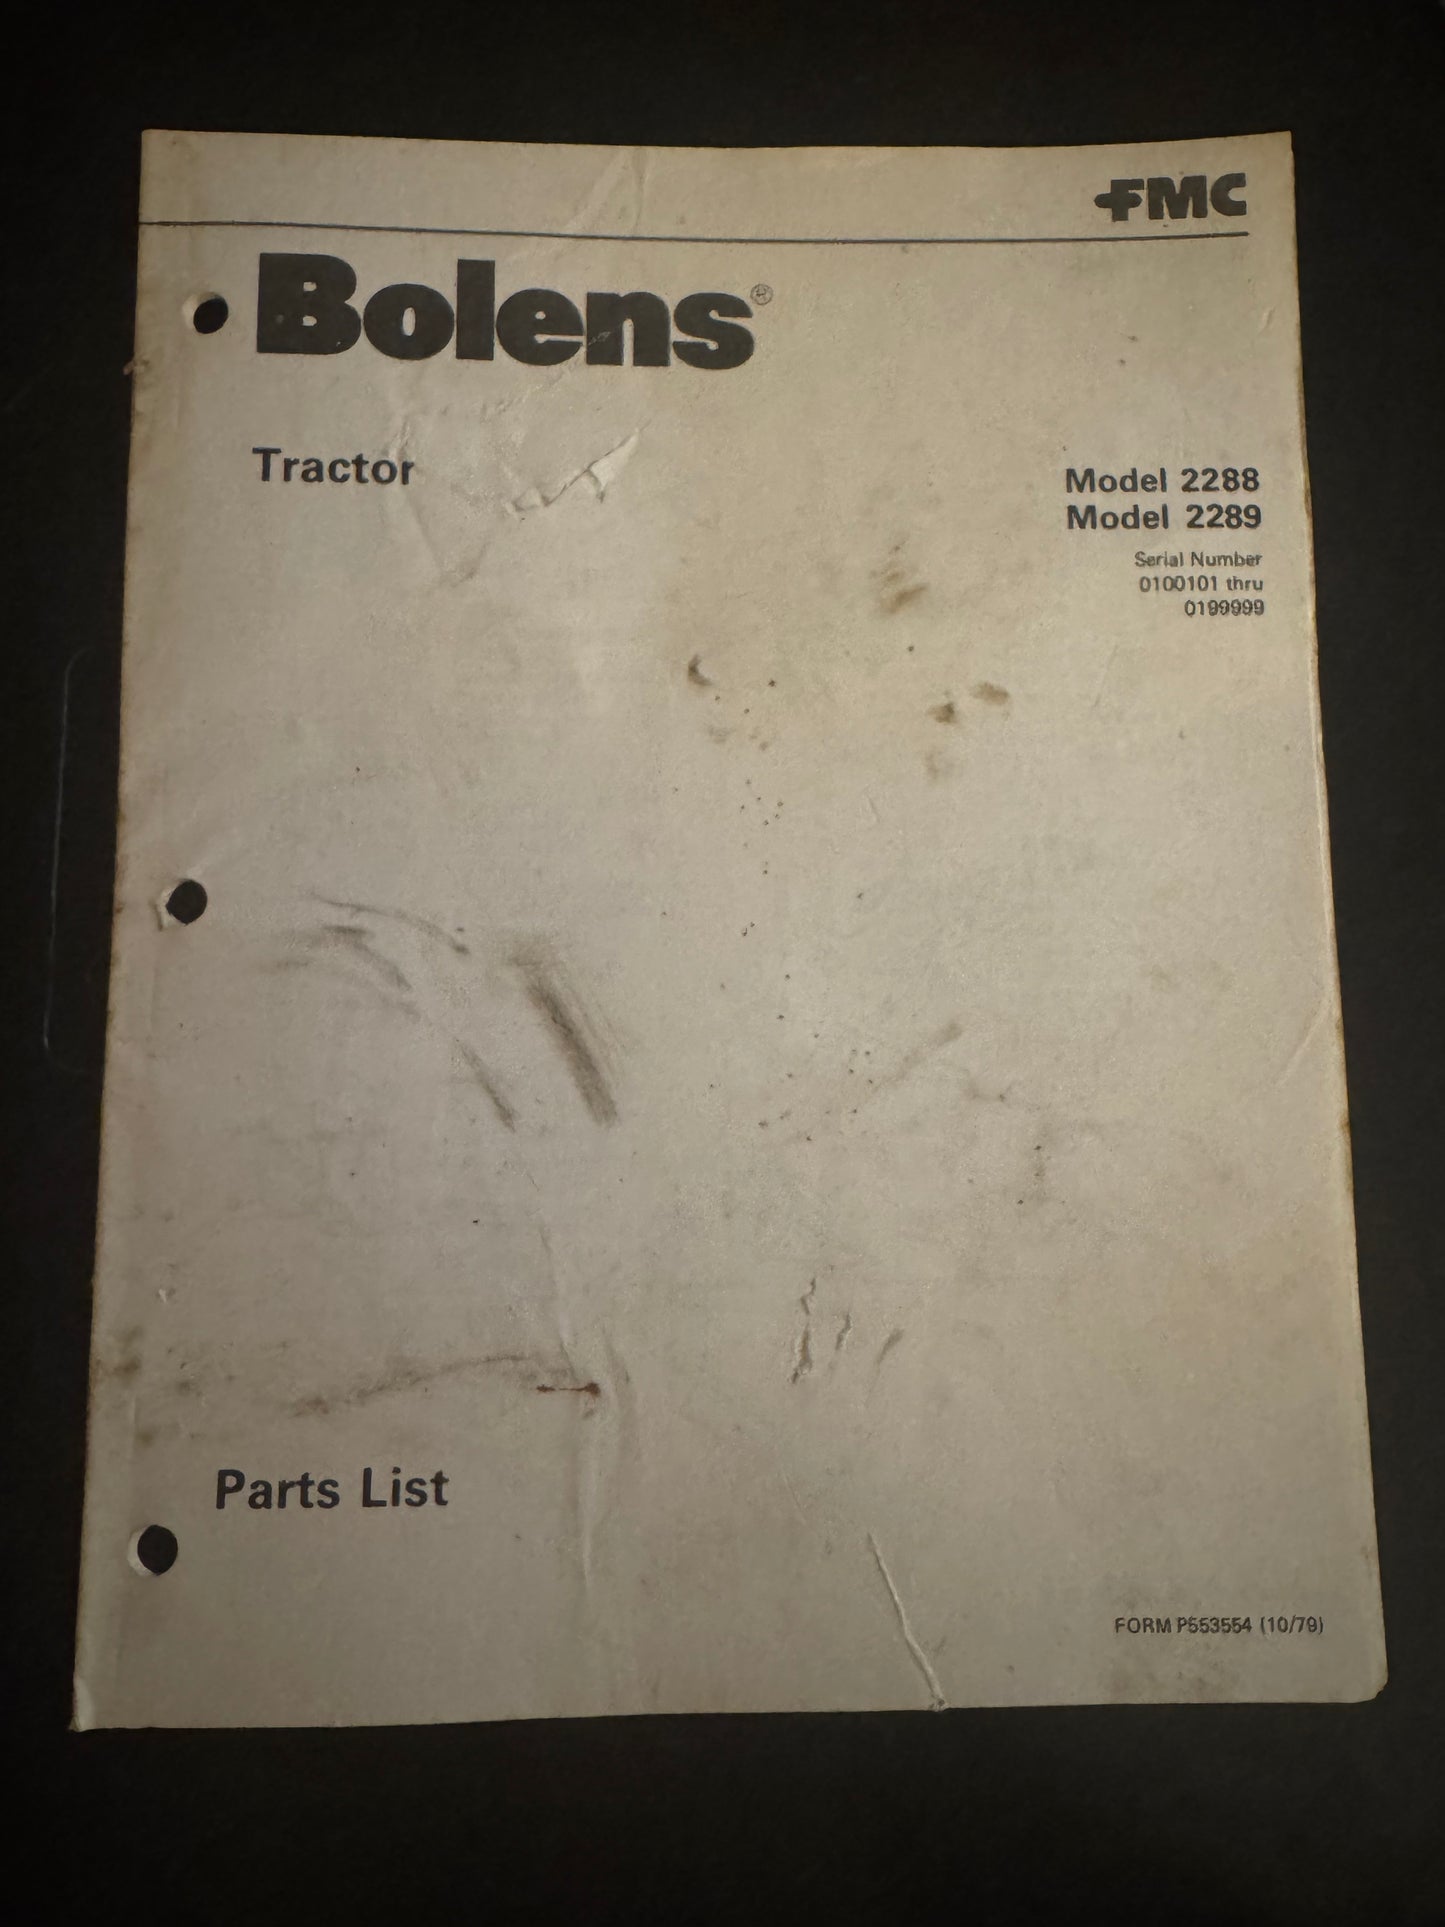 FMC
Bolens®
Tractor
Model 2288
Model 2289
Serial Number
0100101 thru
0199999
Parts List
FORM P553554 (10/79)